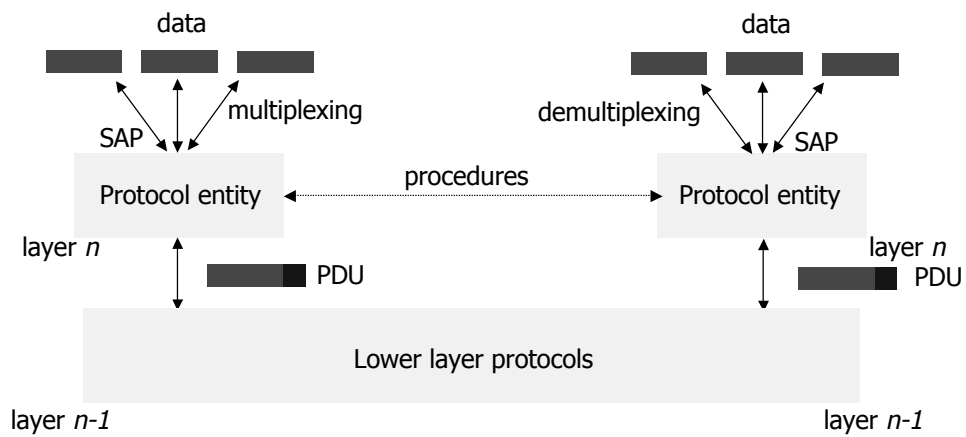 data
data
multiplexing
demultiplexing
SAP
SAP
procedures
Protocol entity
Protocol entity
layer n
layer n
PDU
PDU
Lower layer protocols
layer n-1
layer n-1